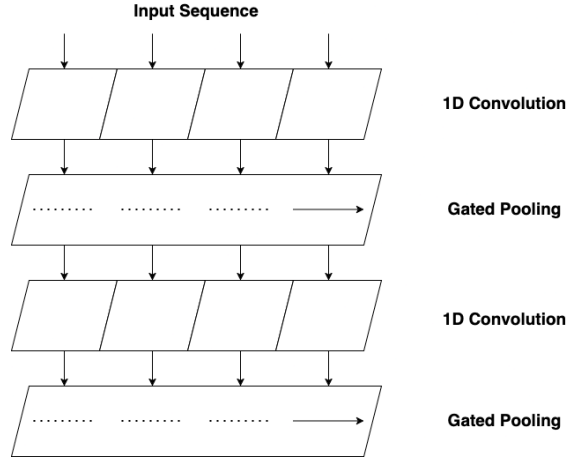 Input Sequence
1D Convolution
Gated Pooling
1D Convolution
Gated Pooling